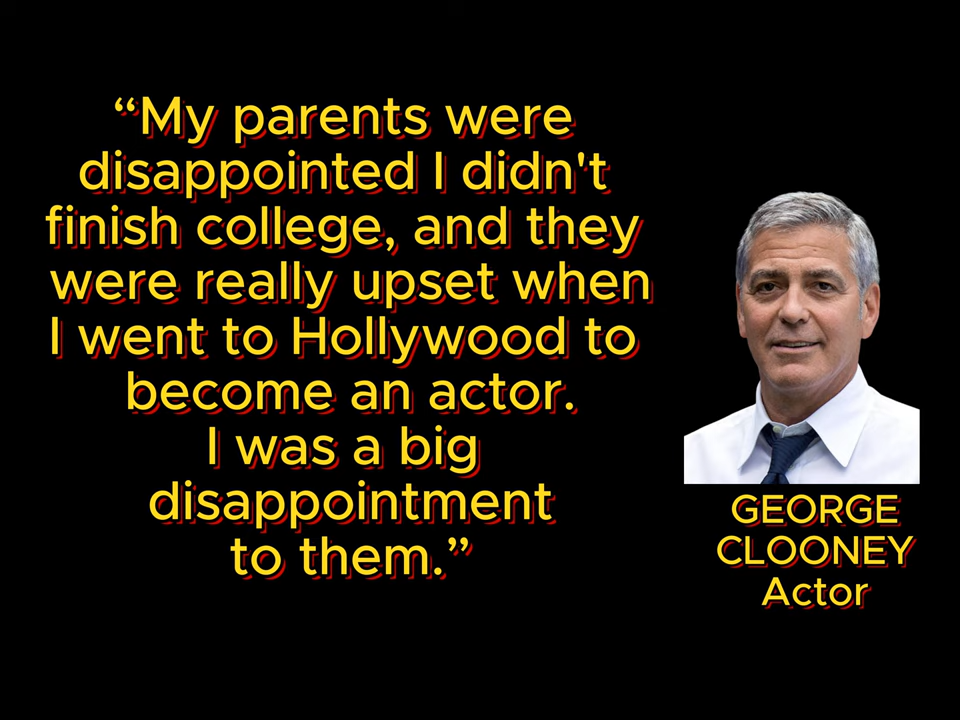 “My parents were
disappointed I didn't
finish college, and they
were really upset when
I went to Hollywood to
become an actor.
I was a big
disappointment
to them.”
GEORGE
CLOONEY
Actor